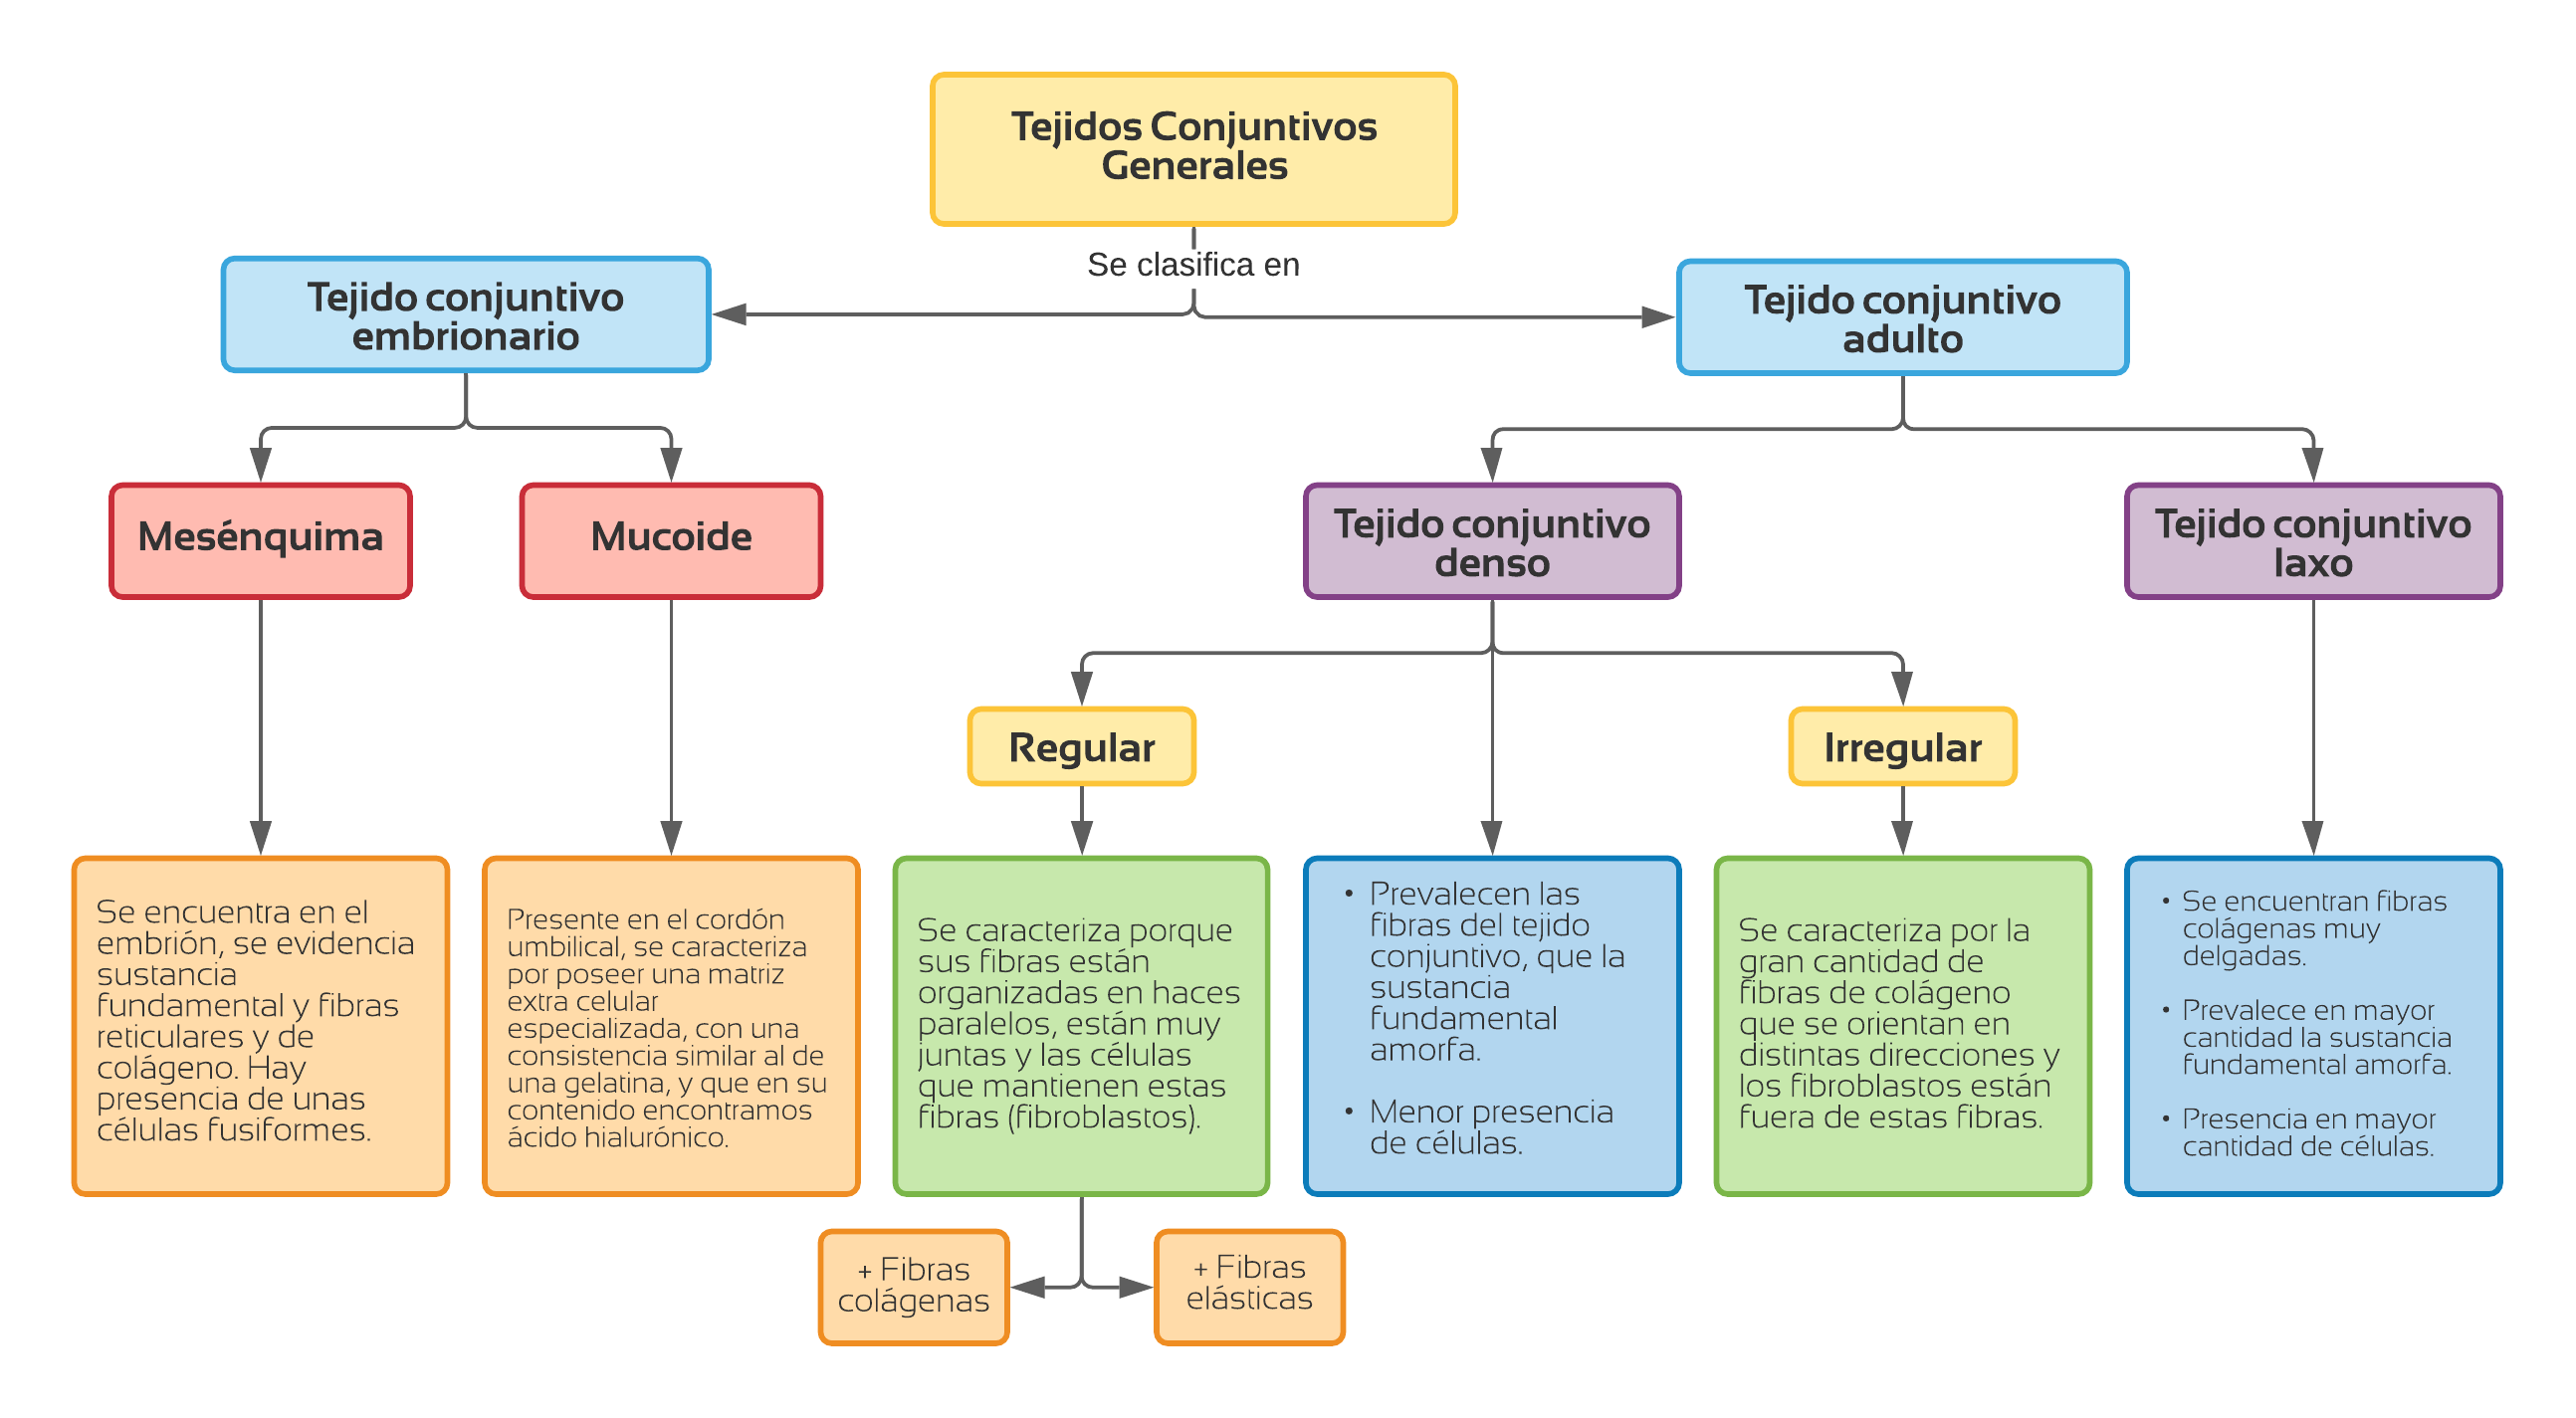 Tejidos Conjuntivos
Generales
Se clasifica en
Tejido conjuntivo
embrionario
Tejido conjuntivo
adulto
Mesénquima
Mucoide
Tejido conjuntivo
denso
Tejido conjuntivo
laxo
Regular
Irregular
Se encuentra en el
embrión, se evidencia
sustancia
fundamental y fibras
reticulares y de
colágeno. Hay
presencia de unas
células fusiformes.
Presente en el cordón
umbilical, se caracteriza
por poseer una matriz
extra celular
especializada, con una
consistencia similar al de
una gelatina, y que en su
contenido encontramos
ácido hialurónico.
Se caracteriza porque
sus fibras están
organizadas en haces
paralelos, están muy
juntas y las células
que mantienen estas
fibras (fibroblastos).
• Prevalecen las
fibras del tejido
conjuntivo, que la
sustancia
fundamental
amorfa.
• Menor presencia
de células.
Se caracteriza por la
gran cantidad de
fibras de colágeno
que se orientan en
distintas direcciones y
los fibroblastos están
fuera de estas fibras.
• Se encuentran fibras
colágenas muy
delgadas.
• Prevalece en mayor
cantidad la sustancia
fundamental amorfa.
• Presencia en mayor
cantidad de células.
+ Fibras
colágenas
+ Fibras
elásticas